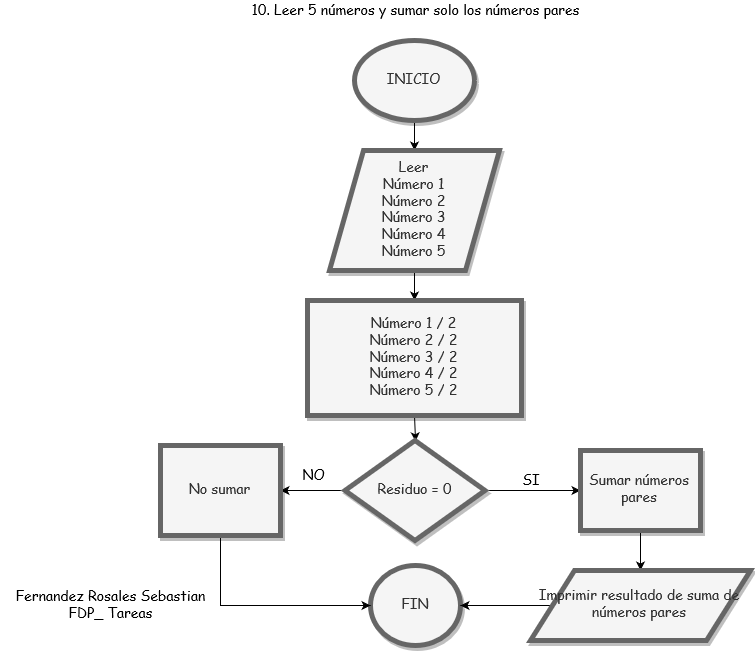 10. Leer 5 números y sumar solo los números pares
INICIO
Leer
Número 1
Número 2
Número 3
Número 4
Número 5
Número 1 / 2
Número 2 / 2
Número 3 / 2
Número 4 / 2
Número 5 / 2
NO
SI
No sumar
Residuo = 0
Sumar números
pares
Fernandez Rosales Sebastian
FDP_ Tareas
FIN
Imprimir resultado de suma de
números pares